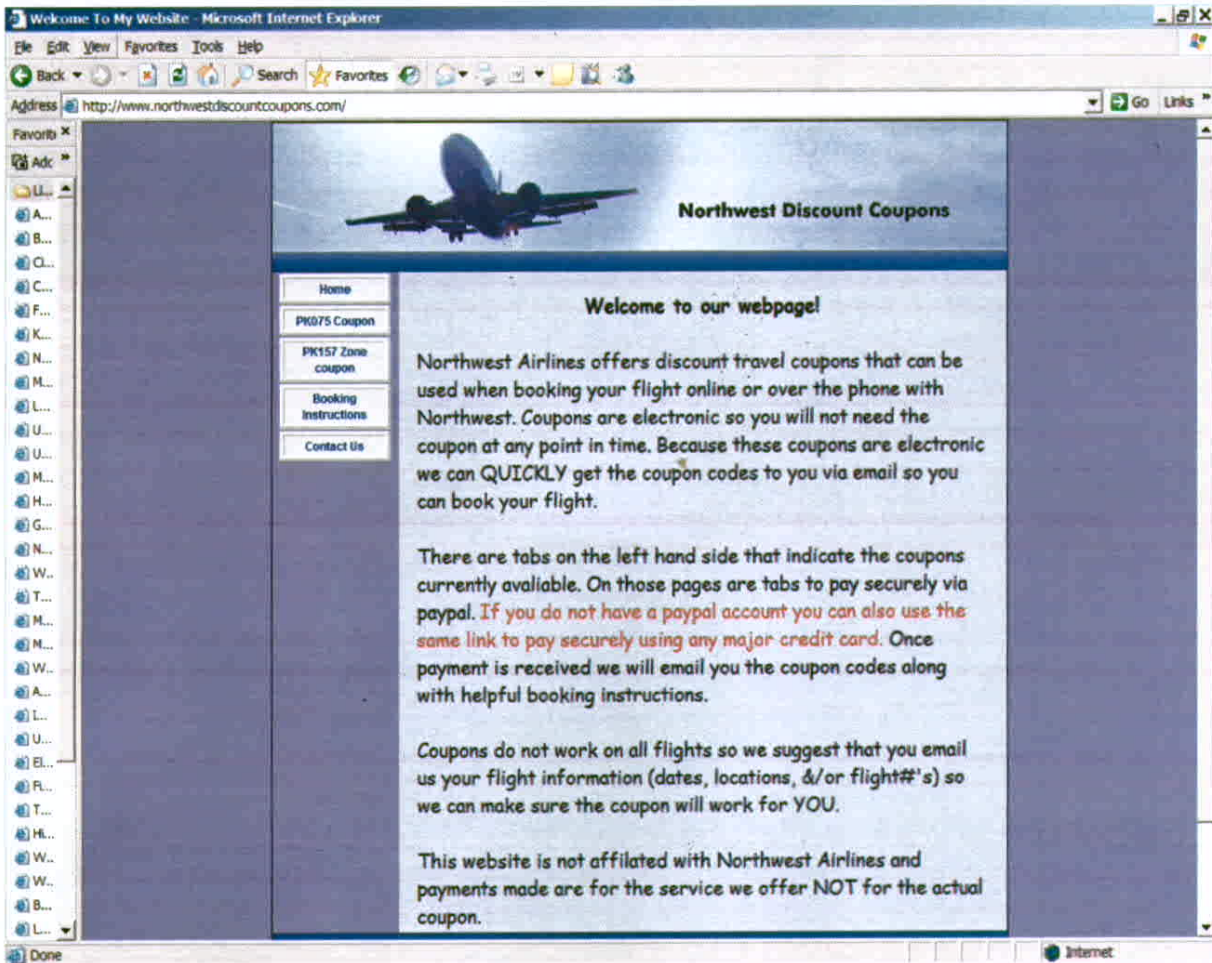 Welcome To My Website - Microsoft Internet Explorer
File Edit View Favorites Tools Help
Back Search Favorites
Address http://www.northwestdiscountcoupons.com/ Go Links »
Favorit ×
Adc »
Li...
A...
B...
Ci...
C...
F...
K...
N...
M...
L...
U...
U...
M...
H...
G...
N...
W..
T...
M...
M...
W..
A...
I...
U...
El...
Fi...
T...
Hi...
W..
W..
B...
L...
Northwest Discount Coupons
Home
PK075 Coupon
PK157 Zone
coupon
Booking
Instructions
Contact Us
Welcome to our webpage!
Northwest Airlines offers discount travel coupons that can be
used when booking your flight online or over the phone with
Northwest. Coupons are electronic so you will not need the
coupon at any point in time. Because these coupons are electronic
we can QUICKLY get the coupon codes to you via email so you
can book your flight.
There are tabs on the left hand side that indicate the coupons
currently avaliable. On those pages are tabs to pay securely via
paypal. If you do not have a paypal account you can also use the
same link to pay securely using any major credit card. Once
payment is received we will email you the coupon codes along
with helpful booking instructions.
Coupons do not work on all flights so we suggest that you email
us your flight information (dates, locations, &/or flight#'s) so
we can make sure the coupon will work for YOU.
This website is not affilated with Northwest Airlines and
payments made are for the service we offer NOT for the actual
coupon.
Done Internet